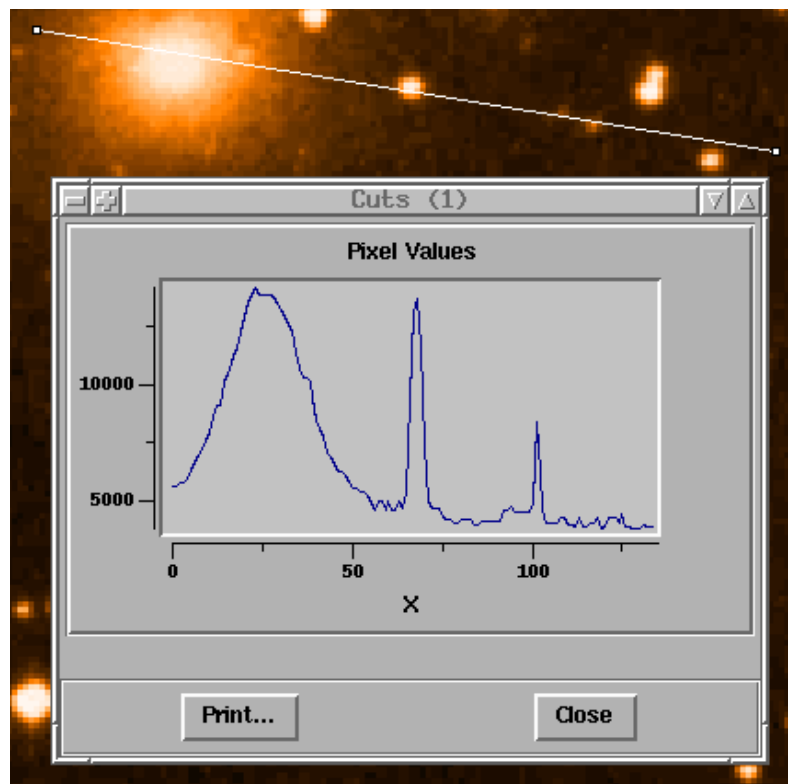 Cuts (1)
Pixel Values
10000
5000
0 50 100
X
Print... Close